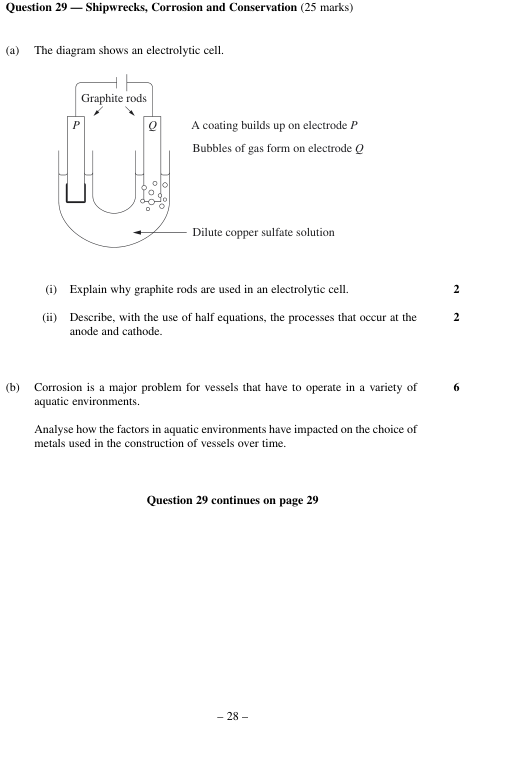 Question 29 — Shipwrecks, Corrosion and Conservation (25 marks)
(a) The diagram shows an electrolytic cell.
Graphite rods
P
Q
A coating builds up on electrode P
Bubbles of gas form on electrode Q
Dilute copper sulfate solution
(i) Explain why graphite rods are used in an electrolytic cell. 2
(ii) Describe, with the use of half equations, the processes that occur at the 2
anode and cathode.
(b) Corrosion is a major problem for vessels that have to operate in a variety of 6
aquatic environments.
Analyse how the factors in aquatic environments have impacted on the choice of
metals used in the construction of vessels over time.
Question 29 continues on page 29
– 28 –